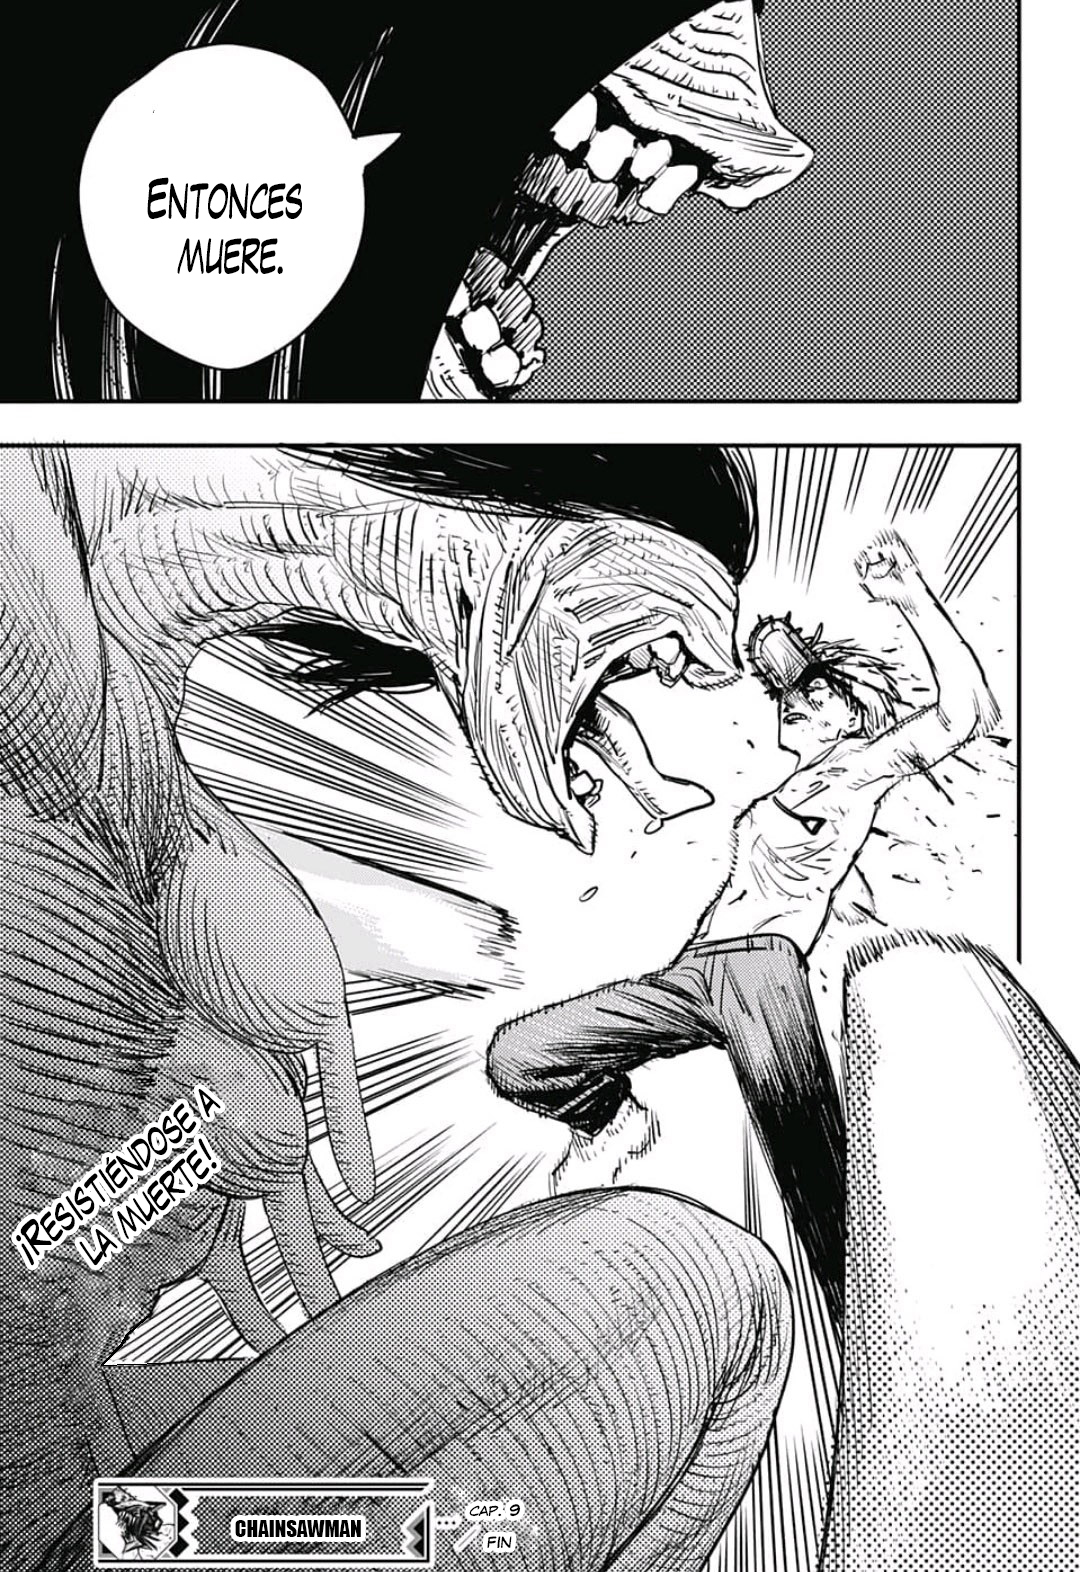 ENTONCES
MUERE.
¡RESISTIÉNDOSE A
LA MUERTE!
CHAINSAWMAN
CAP. 9
FIN